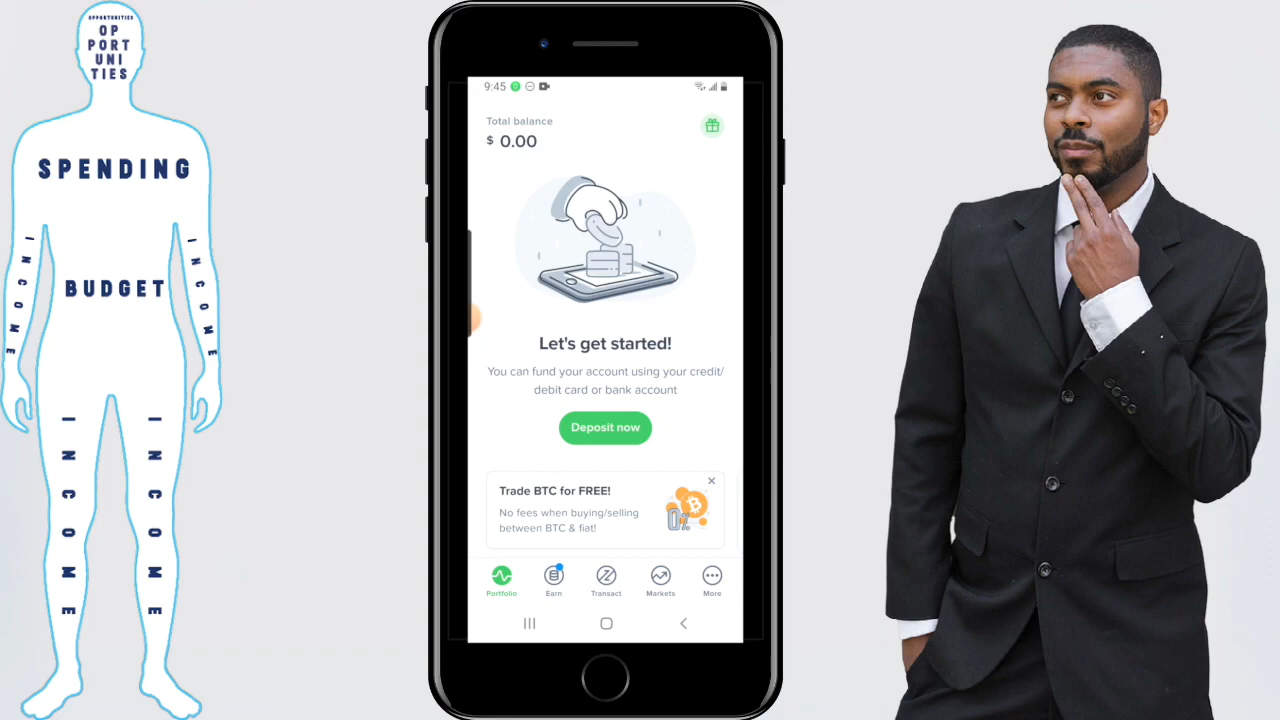 OPPORTUNITIES
OP
PORT
UNI
TIES
SPENDING
BUDGET
INCOME
INCOME
INCOME
INCOME
9:45
Total balance
$ 0.00
Let's get started!
You can fund your account using your credit/
debit card or bank account
Deposit now
Trade BTC for FREE!
No fees when buying/selling
between BTC & fiat!
0%
Portfolio
Earn
Transact
Markets
More